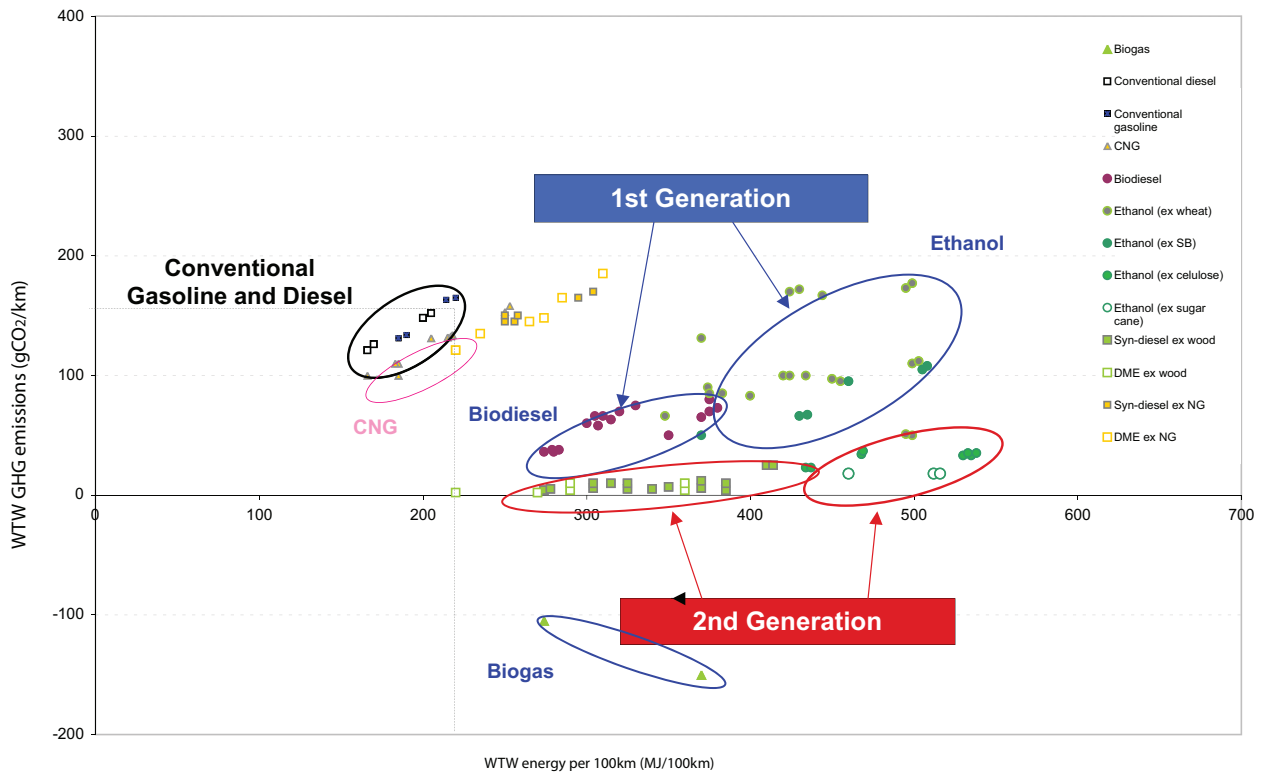 400
300
200
100
0
-100
-200
0
100
200
300
400
500
600
700
WTW GHG emissions (gCO2/km)
WTW energy per 100km (MJ/100km)
Conventional
Gasoline and Diesel
CNG
1st Generation
Ethanol
Biodiesel
2nd Generation
Biogas
Biogas
Conventional diesel
Conventional
gasoline
CNG
Biodiesel
Ethanol (ex wheat)
Ethanol (ex SB)
Ethanol (ex celulose)
Ethanol (ex sugar
cane)
Syn-diesel ex wood
DME ex wood
Syn-diesel ex NG
DME ex NG